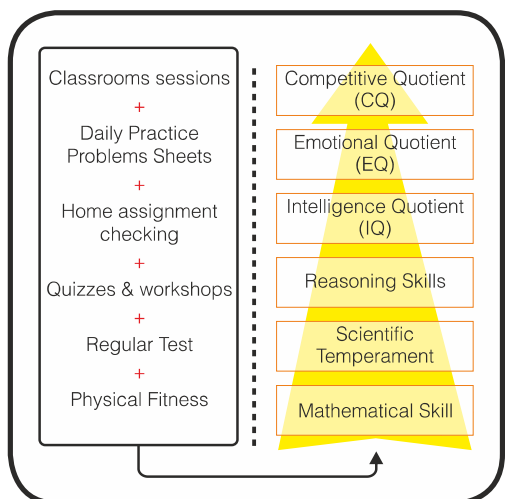 Classrooms sessions
+
Daily Practice
Problems Sheets
+
Home assignment
checking
+
Quizzes & workshops
+
Regular Test
+
Physical Fitness
Competitive Quotient
(CQ)
Emotional Quotient
(EQ)
Intelligence Quotient
(IQ)
Reasoning Skills
Scientific
Temperament
Mathematical Skill